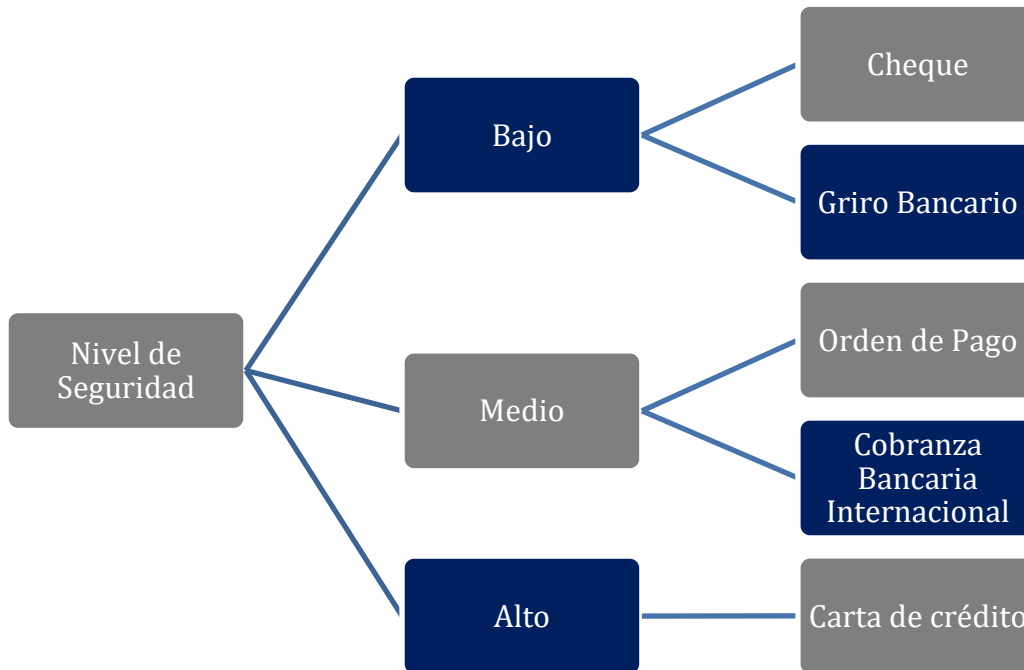 Nivel de
Seguridad
Bajo
Cheque
Griro Bancario
Medio
Orden de Pago
Cobranza
Bancaria
Internacional
Alto
Carta de crédito